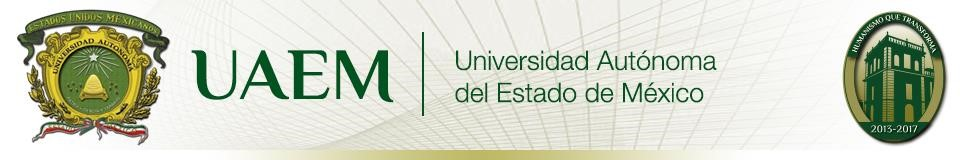 ESTADOS UNIDOS MEXICANOS
UNIVERSIDAD AUTÓNOMA
UAEM
Universidad Autónoma
del Estado de México
HUMANISMO QUE TRANSFORMA
2013-2017